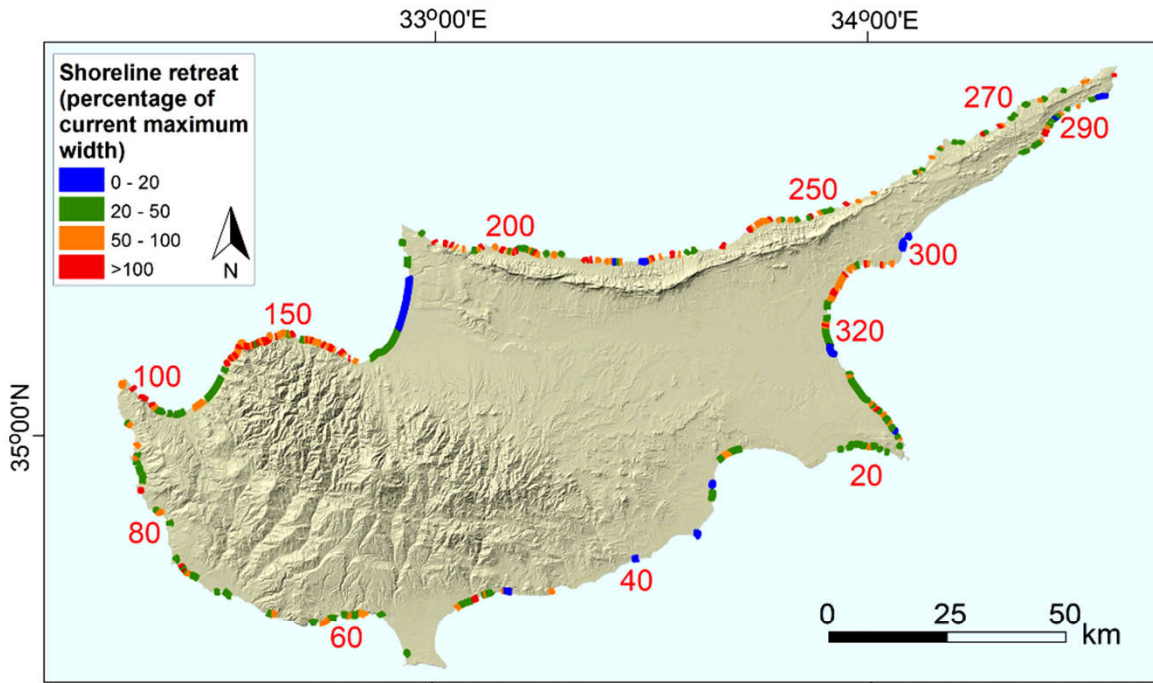 33º00'E
34º00'E
Shoreline retreat
(percentage of
current maximum
width)
0 - 20
20 - 50
50 - 100
>100
N
270
290
250
200
300
150
320
100
35º00'N
20
80
40
60
0 25 50
km